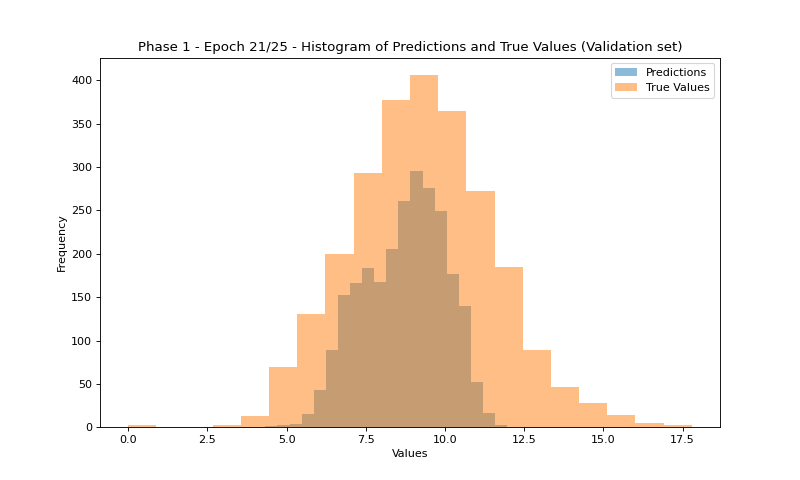 Phase 1 - Epoch 21/25 - Histogram of Predictions and True Values (Validation set)
Predictions
True Values
400
350
300
250
200
150
100
50
0
Frequency
0.0 2.5 5.0 7.5 10.0 12.5 15.0 17.5
Values